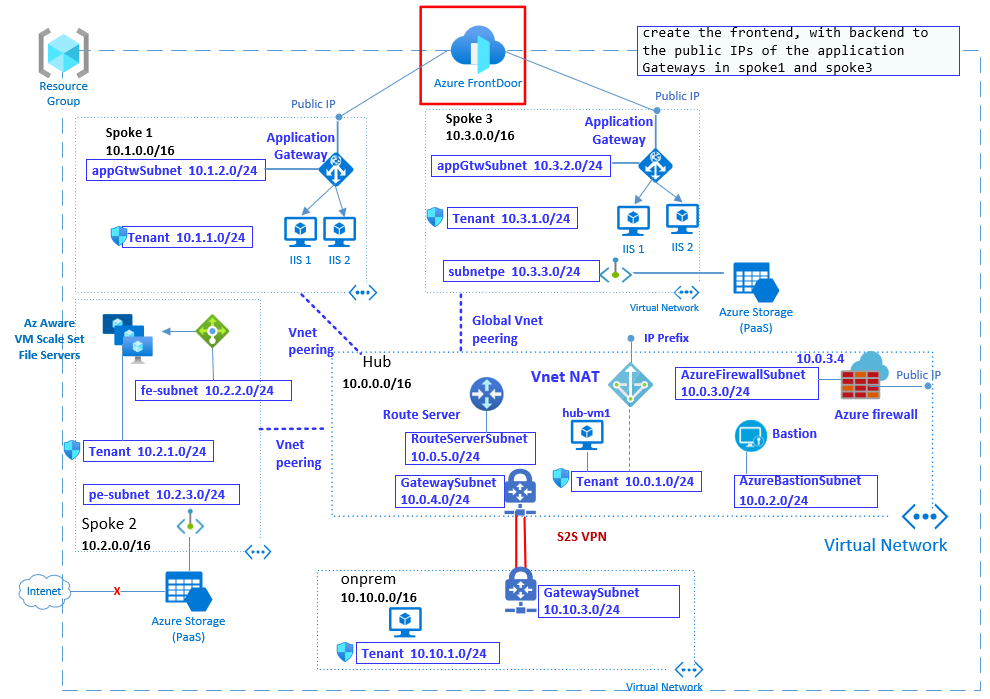 Resource
Group
Azure FrontDoor
create the frontend, with backend to
the public IPs of the application
Gateways in spoke1 and spoke3
Public IP
Spoke 1
10.1.0.0/16
Application
Gateway
appGtwSubnet 10.1.2.0/24
Tenant 10.1.1.0/24
IIS 1
IIS 2
Public IP
Spoke 3
10.3.0.0/16
Application
Gateway
appGtwSubnet 10.3.2.0/24
Tenant 10.3.1.0/24
IIS 1
IIS 2
subnetpe 10.3.3.0/24
Virtual Network
Azure Storage
(PaaS)
Vnet
peering
Global Vnet
peering
Az Aware
VM Scale Set
File Servers
fe-subnet 10.2.2.0/24
Tenant 10.2.1.0/24
pe-subnet 10.2.3.0/24
Spoke 2
10.2.0.0/16
Vnet
peering
Intenet
X
Azure Storage
(PaaS)
Hub
10.0.0.0/16
Route Server
RouteServerSubnet
10.0.5.0/24
GatewaySubnet
10.0.4.0/24
IP Prefix
Vnet NAT
hub-vm1
Tenant 10.0.1.0/24
AzureFirewallSubnet
10.0.3.0/24
10.0.3.4
Public IP
Azure firewall
Bastion
AzureBastionSubnet
10.0.2.0/24
Virtual Network
S2S VPN
onprem
10.10.0.0/16
GatewaySubnet
10.10.3.0/24
Tenant 10.10.1.0/24
Virtual Network